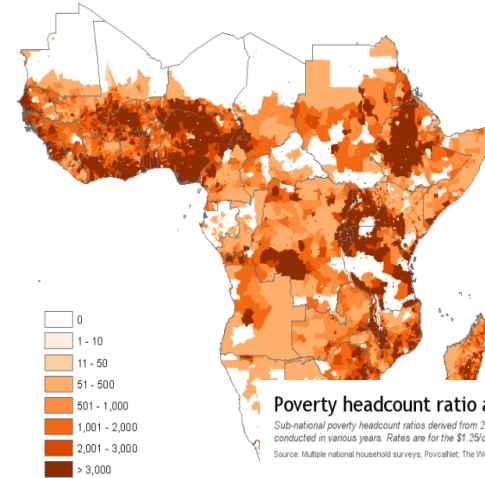 0
1 - 10
11 - 50
51 - 500
501 - 1,000
1,001 - 2,000
2,001 - 3,000
> 3,000
Poverty headcount ratio a
Sub-national poverty headcount ratios derived from 2
conducted in various years. Rates are for the $1.25/
Source: Multiple national household surveys; PovcalNet; The W